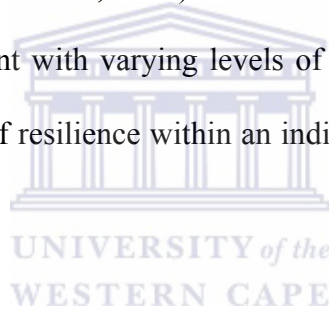 nt with varying levels of
f resilience within an indi
UNIVERSITY of the
WESTERN CAPE